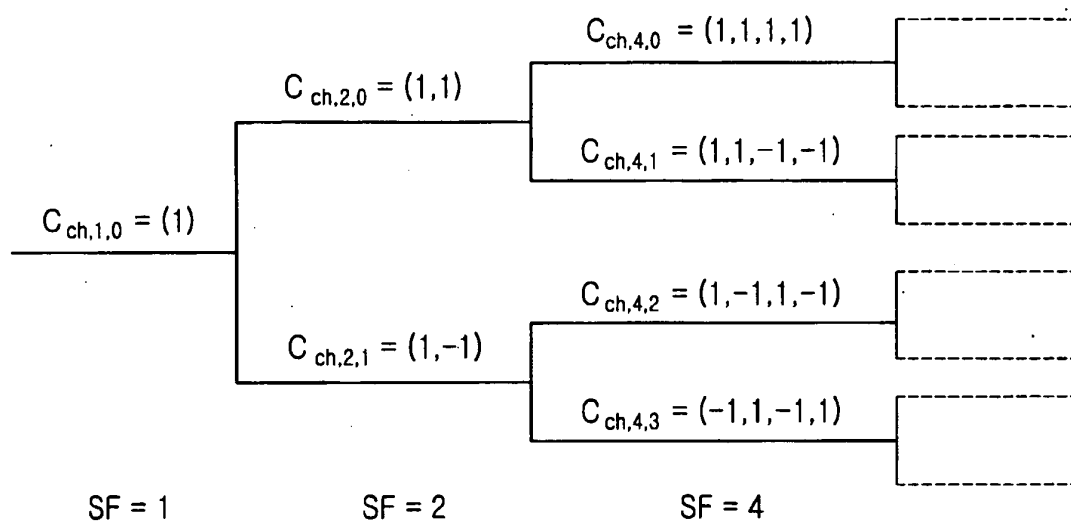 C ch,4,0 = (1,1,1,1)
C ch,2,0 = (1,1)
C ch,4,1 = (1,1,-1,-1)
C ch,1,0 = (1)
C ch,4,2 = (1,-1,1,-1)
C ch,2,1 = (1,-1)
C ch,4,3 = (-1,1,-1,1)
SF = 1 SF = 2 SF = 4